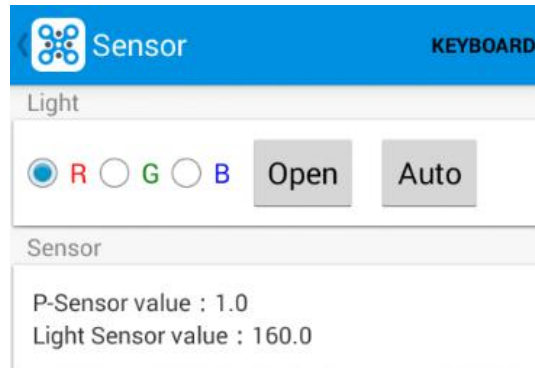 Sensor KEYBOARD
Light
R G B Open Auto
Sensor
P-Sensor value : 1.0
Light Sensor value : 160.0